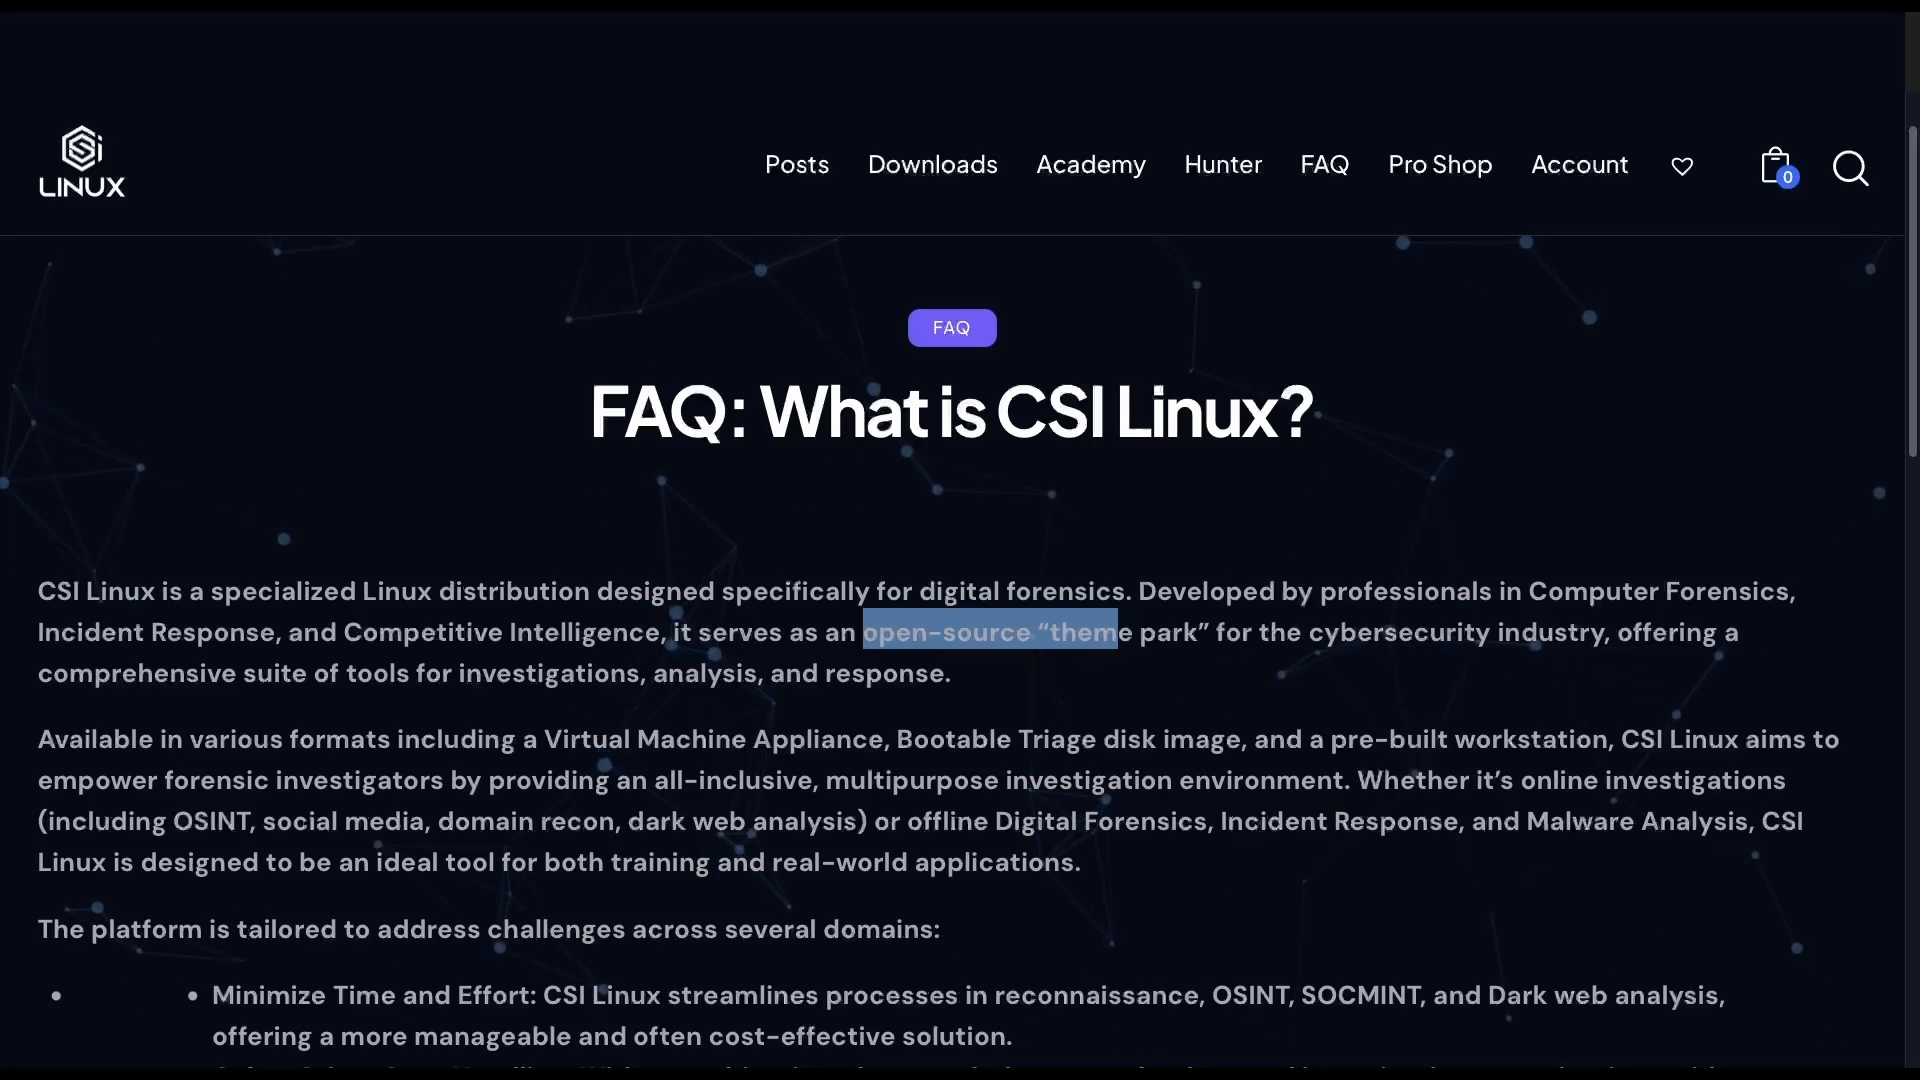 LINUX
Posts Downloads Academy Hunter FAQ Pro Shop Account 0
FAQ
FAQ: What is CSI Linux?
CSI Linux is a specialized Linux distribution designed specifically for digital forensics. Developed by professionals in Computer Forensics,
Incident Response, and Competitive Intelligence, it serves as an open-source “theme park” for the cybersecurity industry, offering a
comprehensive suite of tools for investigations, analysis, and response.
Available in various formats including a Virtual Machine Appliance, Bootable Triage disk image, and a pre-built workstation, CSI Linux aims to
empower forensic investigators by providing an all-inclusive, multipurpose investigation environment. Whether it’s online investigations
(including OSINT, social media, domain recon, dark web analysis) or offline Digital Forensics, Incident Response, and Malware Analysis, CSI
Linux is designed to be an ideal tool for both training and real-world applications.
The platform is tailored to address challenges across several domains:
• • Minimize Time and Effort: CSI Linux streamlines processes in reconnaissance, OSINT, SOCMINT, and Dark web analysis,
offering a more manageable and often cost-effective solution.